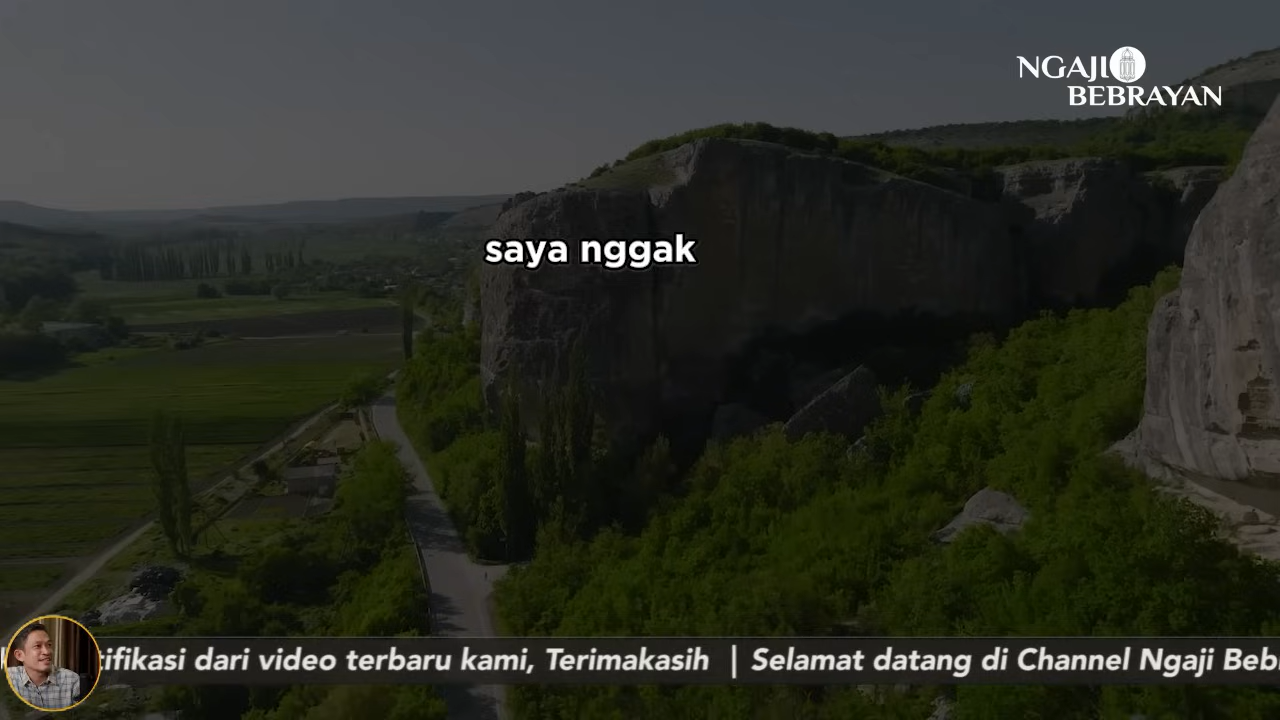 NGAJI
BEBRAYAN
saya nggak
tifikasi dari video terbaru kami, Terimakasih | Selamat datang di Channel Ngaji Beb